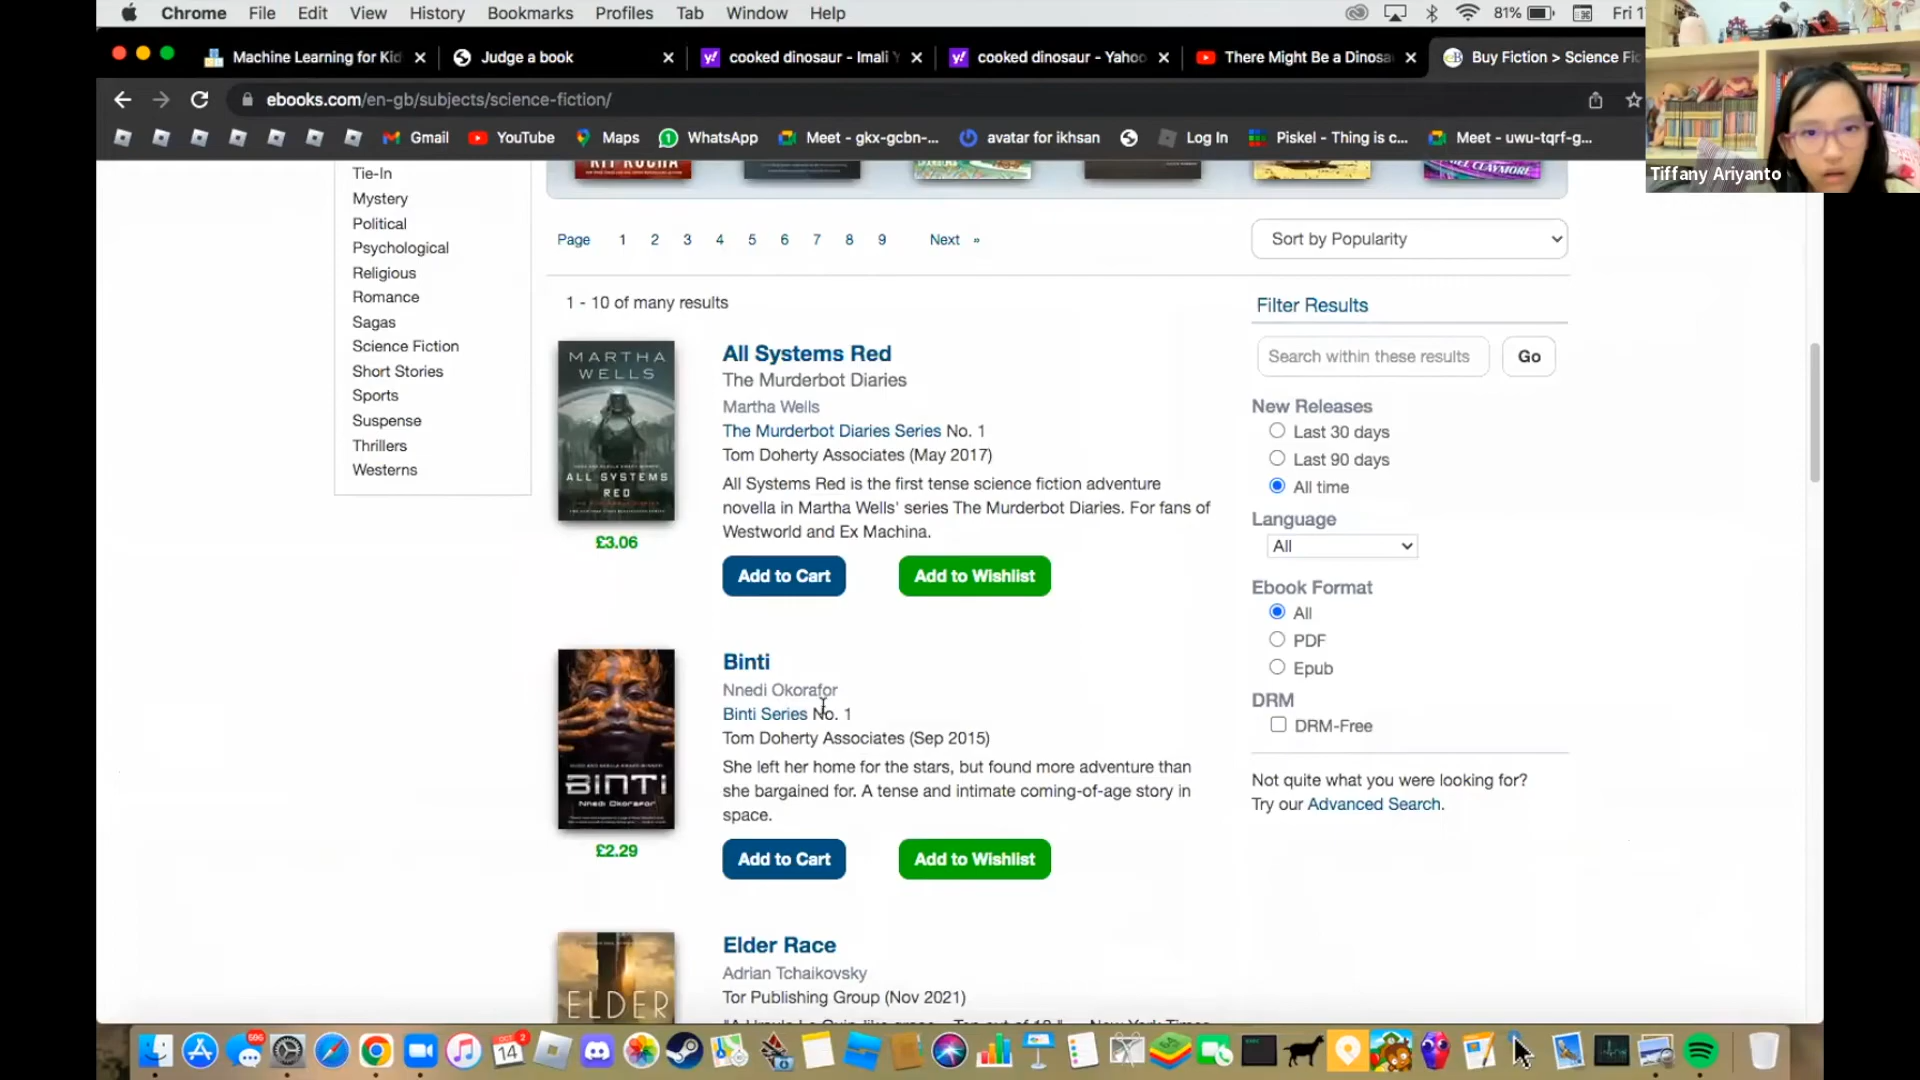 Chrome File Edit View History Bookmarks Profiles Tab Window Help 81% Fri 1
Machine Learning for Kid
Judge a book
cooked dinosaur - Imali Y
cooked dinosaur - Yahoo
There Might Be a Dinosa
Buy Fiction > Science Fic
ebooks.com/en-gb/subjects/science-fiction/
Gmail YouTube Maps WhatsApp Meet - gkx-gcbn-... avatar for ikhsan Log In Piskel - Thing is c... Meet - uwu-tqrf-g...
Tiffany Ariyanto
Tie-In
Mystery
Political
Psychological
Religious
Romance
Sagas
Science Fiction
Short Stories
Sports
Suspense
Thrillers
Westerns
KIT ROCHA
Page 1 2 3 4 5 6 7 8 9 Next »
Sort by Popularity
1 - 10 of many results
MARTHA
WELLS
ALL SYSTEMS
RED
£3.06
All Systems Red
The Murderbot Diaries
Martha Wells
The Murderbot Diaries Series No. 1
Tom Doherty Associates (May 2017)
All Systems Red is the first tense science fiction adventure
novella in Martha Wells' series The Murderbot Diaries. For fans of
Westworld and Ex Machina.
Add to Cart
Add to Wishlist
BINTI
Nnedi Okorafor
£2.29
Binti
Nnedi Okorafor
Binti Series No. 1
Tom Doherty Associates (Sep 2015)
She left her home for the stars, but found more adventure than
she bargained for. A tense and intimate coming-of-age story in
space.
Add to Cart
Add to Wishlist
ELDER
Elder Race
Adrian Tchaikovsky
Tor Publishing Group (Nov 2021)
Filter Results
Search within these results
Go
New Releases
Last 30 days
Last 90 days
All time
Language
All
Ebook Format
All
PDF
Epub
DRM
DRM-Free
Not quite what you were looking for?
Try our Advanced Search.